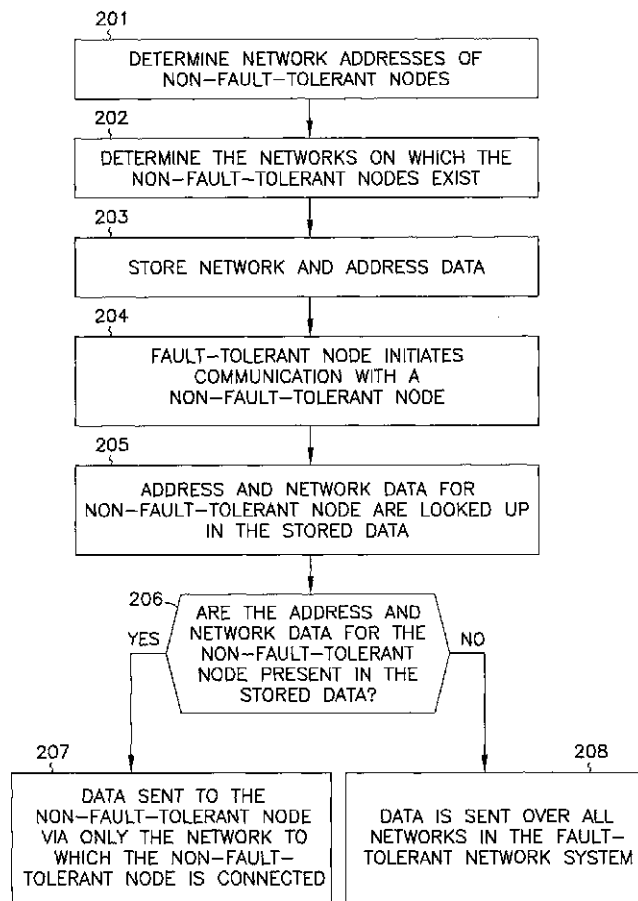 201
DETERMINE NETWORK ADDRESSES OF
NON-FAULT-TOLERANT NODES
202
DETERMINE THE NETWORKS ON WHICH THE
NON-FAULT-TOLERANT NODES EXIST
203
STORE NETWORK AND ADDRESS DATA
204
FAULT-TOLERANT NODE INITIATES
COMMUNICATION WITH A
NON-FAULT-TOLERANT NODE
205
ADDRESS AND NETWORK DATA FOR
NON-FAULT-TOLERANT NODE ARE LOOKED UP
IN THE STORED DATA
206
ARE THE ADDRESS AND
NETWORK DATA FOR THE
NON-FAULT-TOLERANT
NODE PRESENT IN THE
STORED DATA?
YES
NO
207
DATA SENT TO THE
NON-FAULT-TOLERANT NODE
VIA ONLY THE NETWORK TO
WHICH THE NON-FAULT-
TOLERANT NODE IS CONNECTED
208
DATA IS SENT OVER ALL
NETWORKS IN THE FAULT-
TOLERANT NETWORK SYSTEM